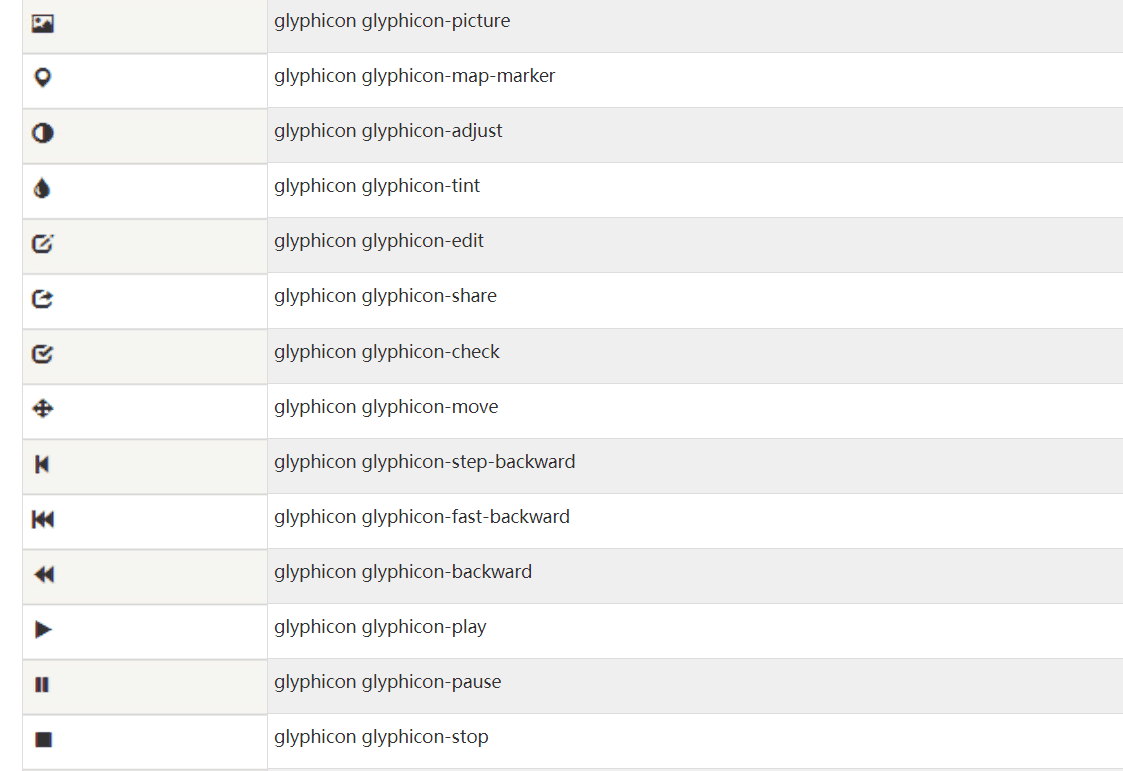 glyphicon glyphicon-picture
glyphicon glyphicon-map-marker
glyphicon glyphicon-adjust
glyphicon glyphicon-tint
glyphicon glyphicon-edit
glyphicon glyphicon-share
glyphicon glyphicon-check
glyphicon glyphicon-move
glyphicon glyphicon-step-backward
glyphicon glyphicon-fast-backward
glyphicon glyphicon-backward
glyphicon glyphicon-play
glyphicon glyphicon-pause
glyphicon glyphicon-stop